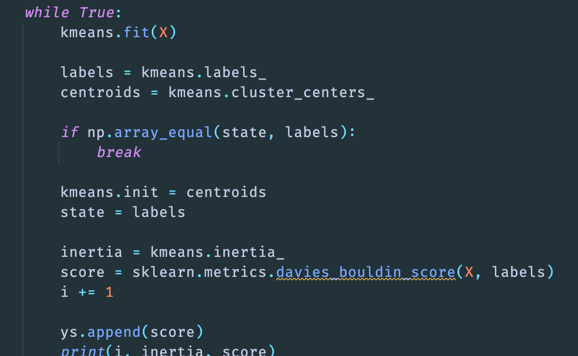 while True:
kmeans.fit(X)
labels = kmeans.labels_
centroids = kmeans.cluster_centers_
if np.array_equal(state, labels):
break
kmeans.init = centroids
state = labels
inertia = kmeans.inertia_
score = sklearn.metrics.davies_bouldin_score(X, labels)
i += 1
ys.append(score)
print(i, inertia, score)